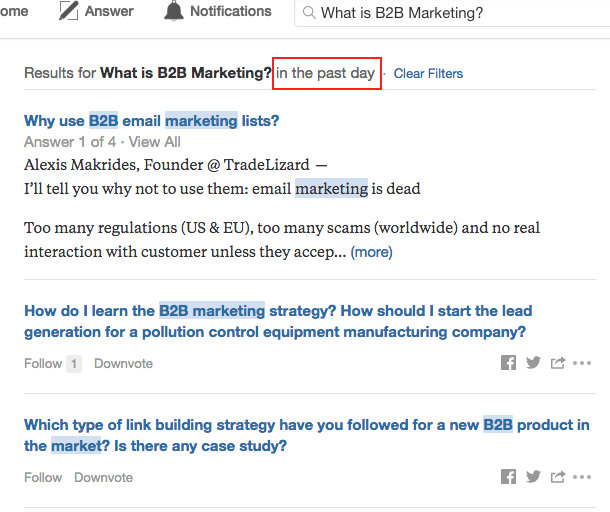 ome Answer Notifications What is B2B Marketing?
Results for What is B2B Marketing? in the past day · Clear Filters
Why use B2B email marketing lists?
Answer 1 of 4 · View All
Alexis Makrides, Founder @ TradeLizard —
I’ll tell you why not to use them: email marketing is dead
Too many regulations (US & EU), too many scams (worldwide) and no real
interaction with customer unless they accep... (more)
How do I learn the B2B marketing strategy? How should I start the lead
generation for a pollution control equipment manufacturing company?
Follow 1 Downvote
Which type of link building strategy have you followed for a new B2B product in
the market? Is there any case study?
Follow Downvote